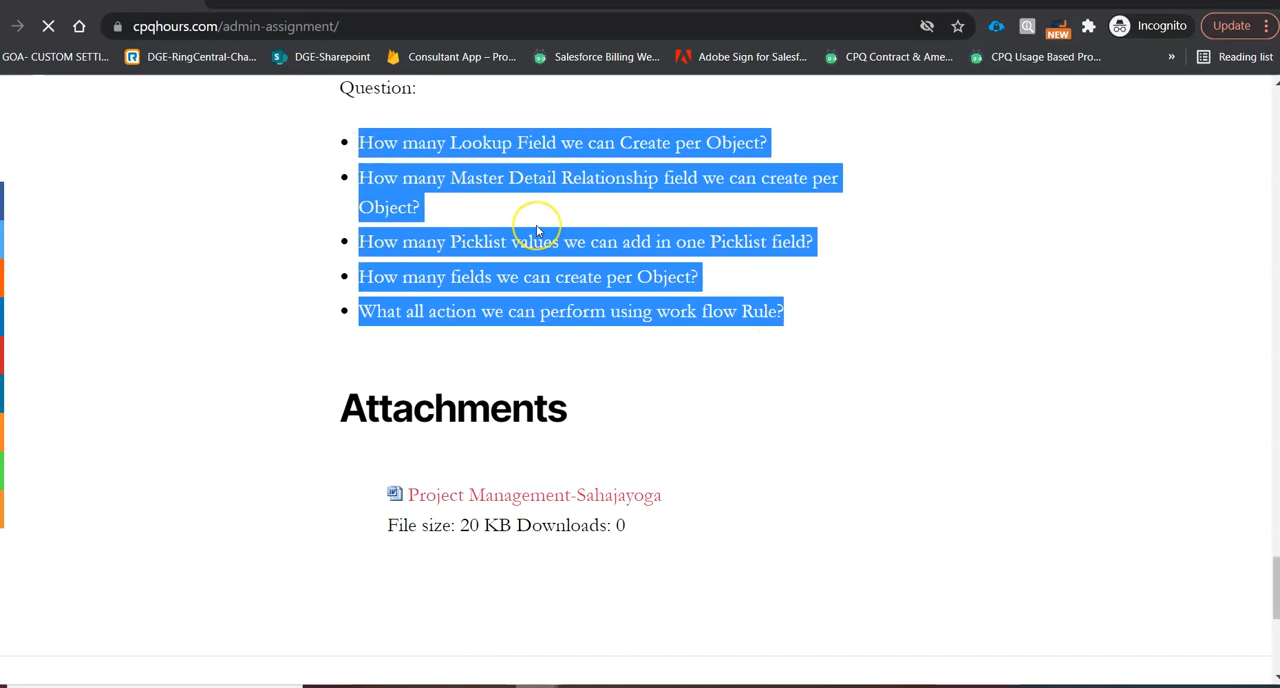 cpqhours.com/admin-assignment/
Incognito
Update
NEW
GOA- CUSTOM SETTI...
DGE-RingCentral-Cha...
DGE-Sharepoint
Consultant App – Pro...
Salesforce Billing We...
Adobe Sign for Salesf...
CPQ Contract & Ame...
CPQ Usage Based Pro...
»
Reading list
Question:
• How many Lookup Field we can Create per Object?
• How many Master Detail Relationship field we can create per
Object?
• How many Picklist values we can add in one Picklist field?
• How many fields we can create per Object?
• What all action we can perform using work flow Rule?
Attachments
Project Management-Sahajayoga
File size: 20 KB Downloads: 0